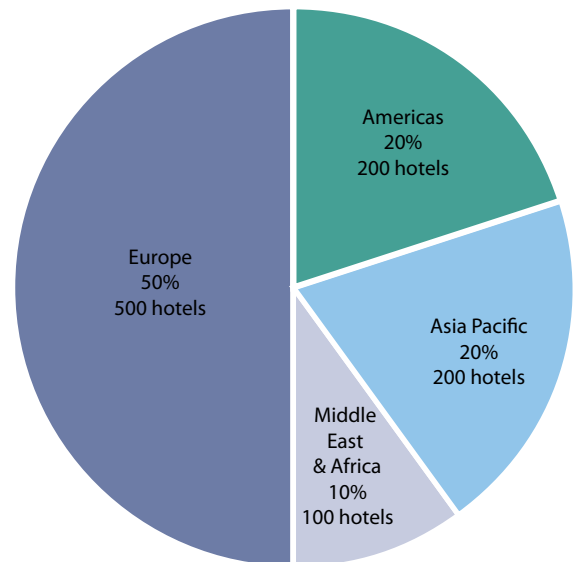 Americas
20%
200 hotels
Europe
50%
500 hotels
Asia Pacific
20%
200 hotels
Middle
East
& Africa
10%
100 hotels